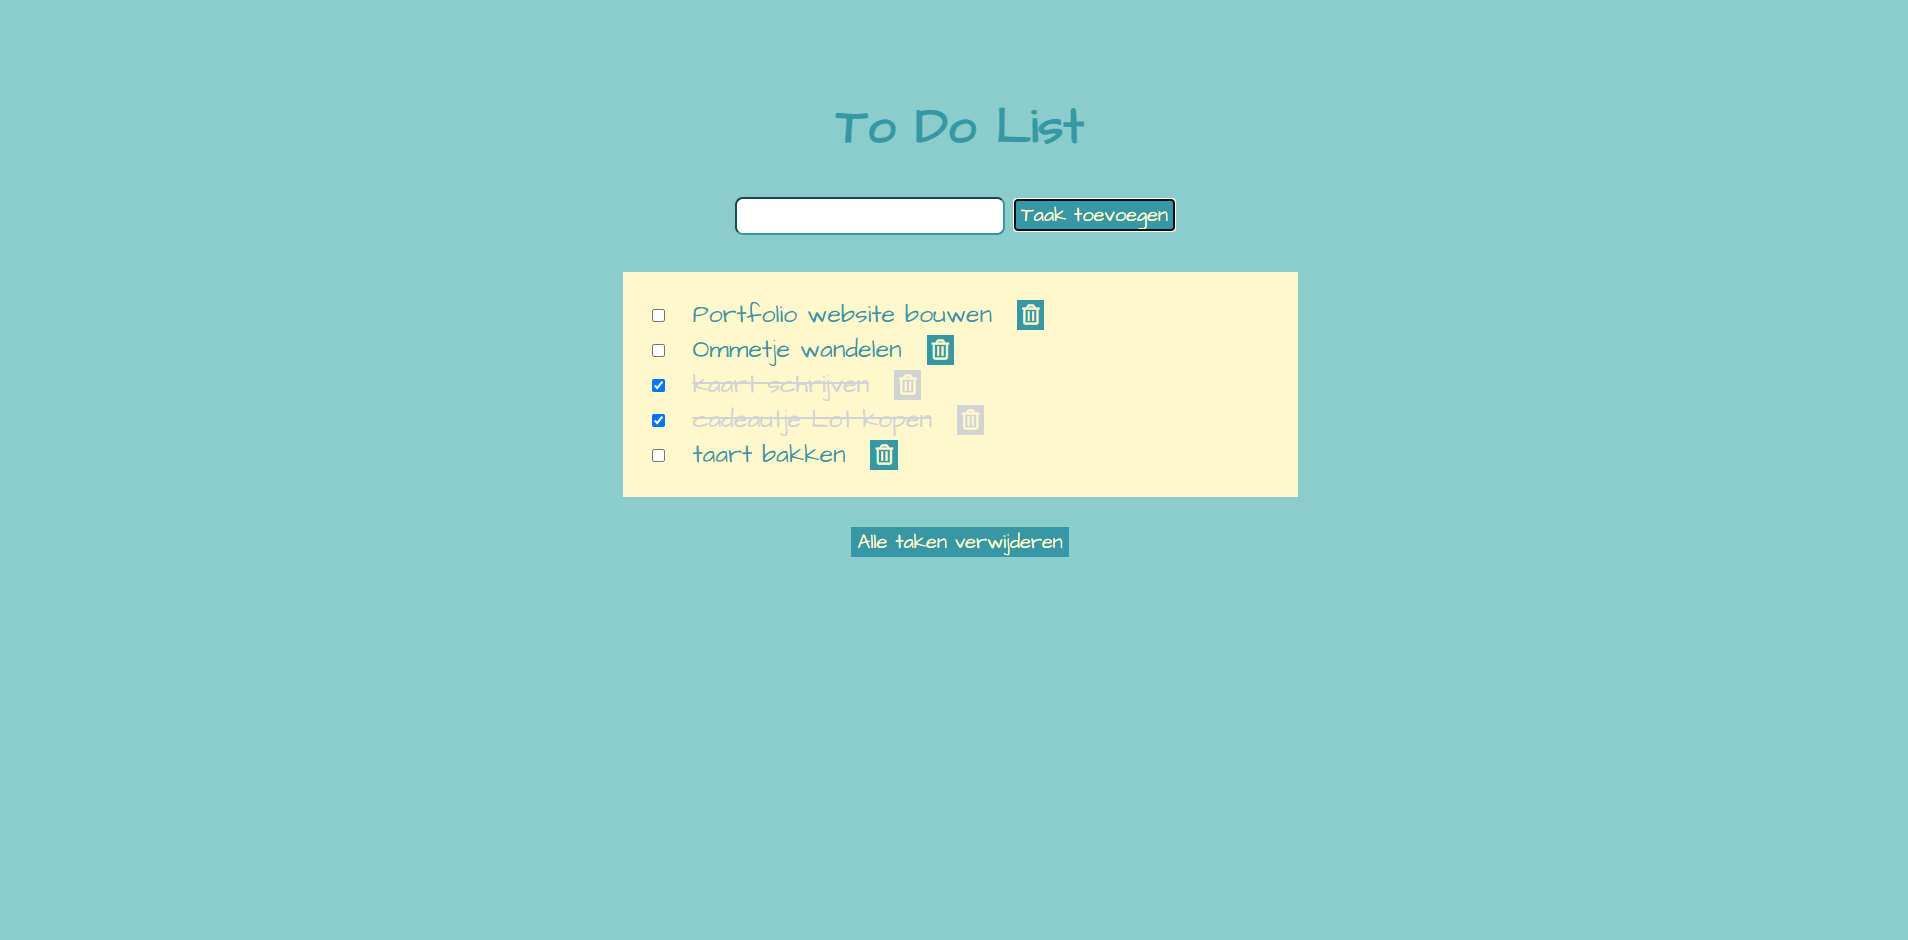 To Do List
Taak toevoegen
Portfolio website bouwen
Ommetje wandelen
kaart schrijven
cadeautje Lot kopen
taart bakken
Alle taken verwijderen